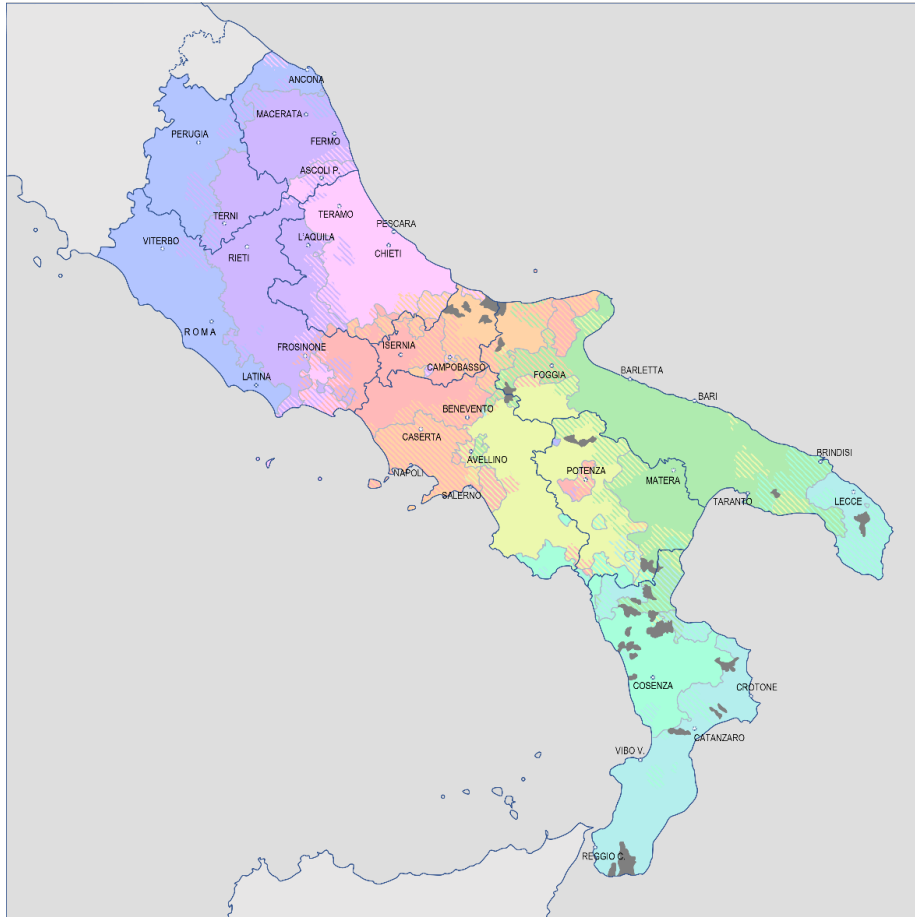 ANCONA
MACERATA
PERUGIA
FERMO
ASCOLI P.
TERAMO
TERNI
PESCARA
VITERBO
L'AQUILA
RIETI
CHIETI
ROMA
FROSINONE
ISERNIA
CAMPOBASSO
LATINA
FOGGIA
BARLETTA
BARI
BENEVENTO
CASERTA
AVELLINO
BRINDISI
NAPOLI
POTENZA
MATERA
SALERNO
TARANTO
LECCE
COSENZA
CROTONE
CATANZARO
VIBO V.
REGGIO C.